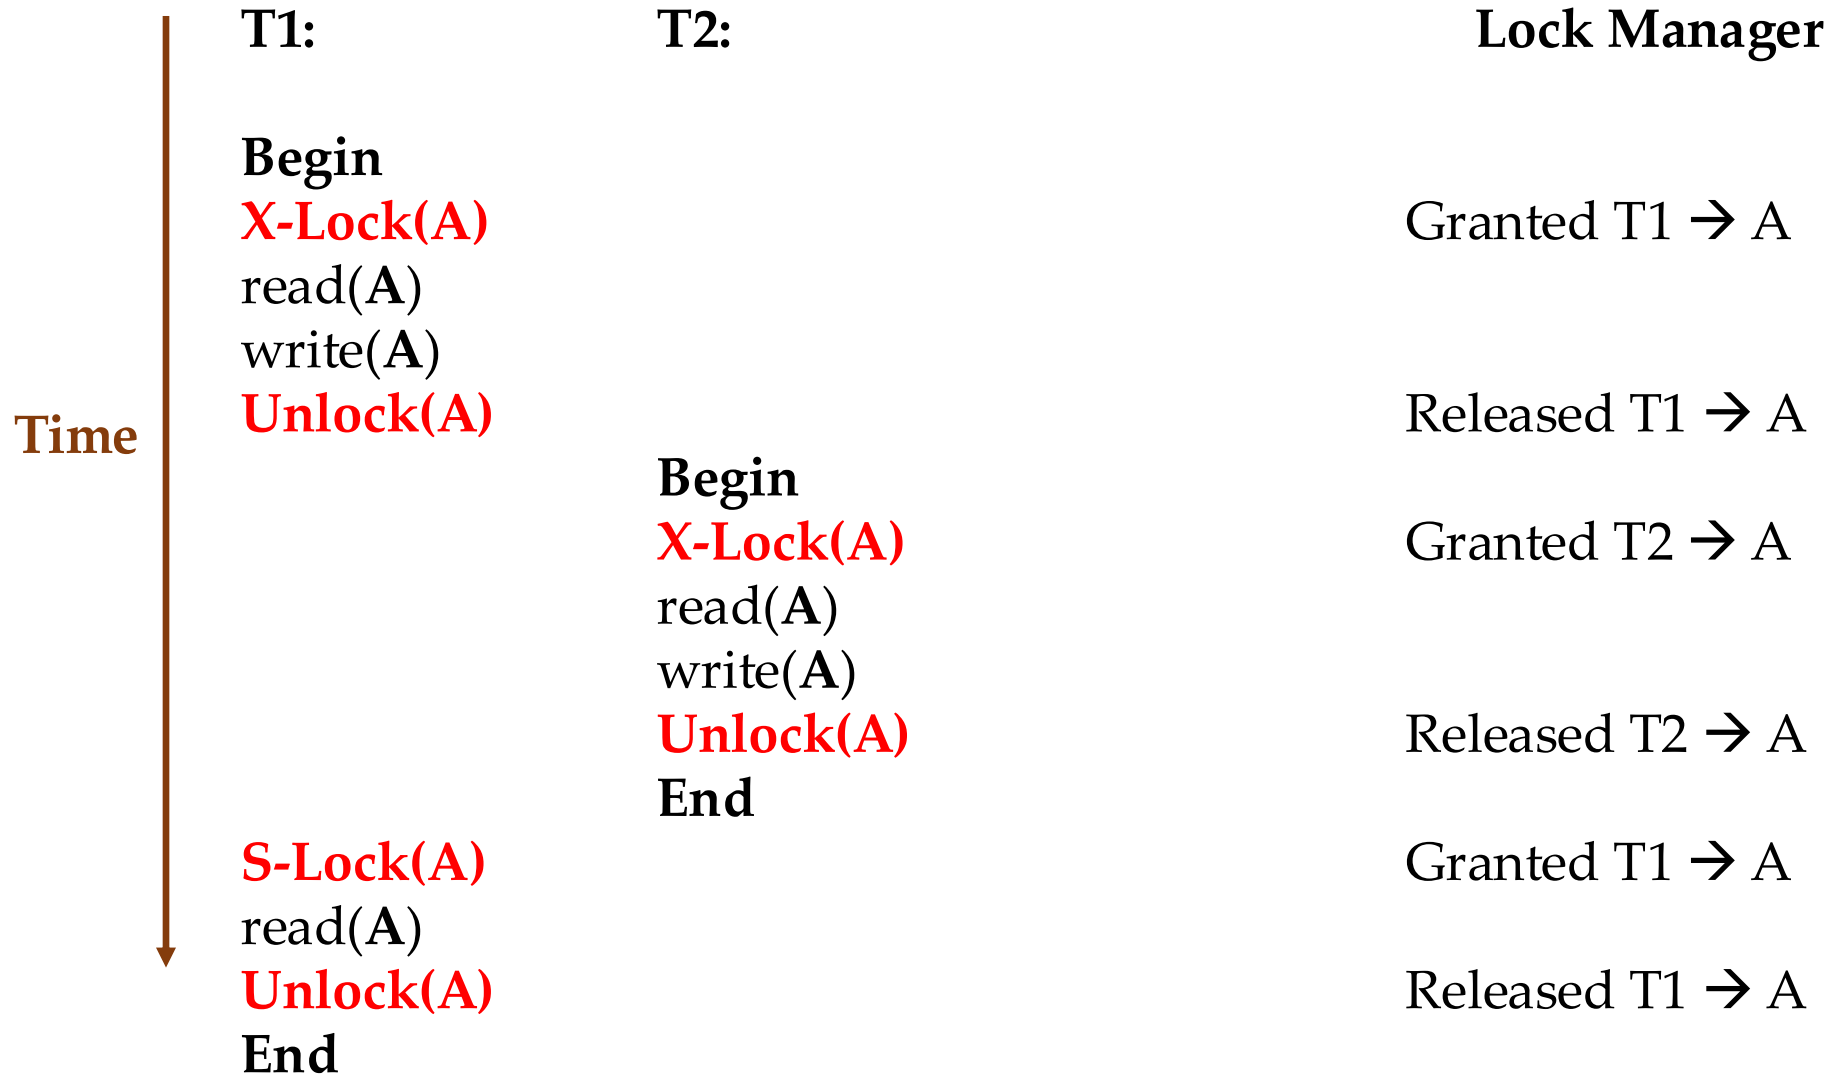 T1: T2: Lock Manager
Begin
X-Lock(A) Granted T1 → A
read(A)
write(A)
Unlock(A) Released T1 → A
Time
Begin
X-Lock(A) Granted T2 → A
read(A)
write(A)
Unlock(A) Released T2 → A
End
S-Lock(A) Granted T1 → A
read(A)
Unlock(A) Released T1 → A
End